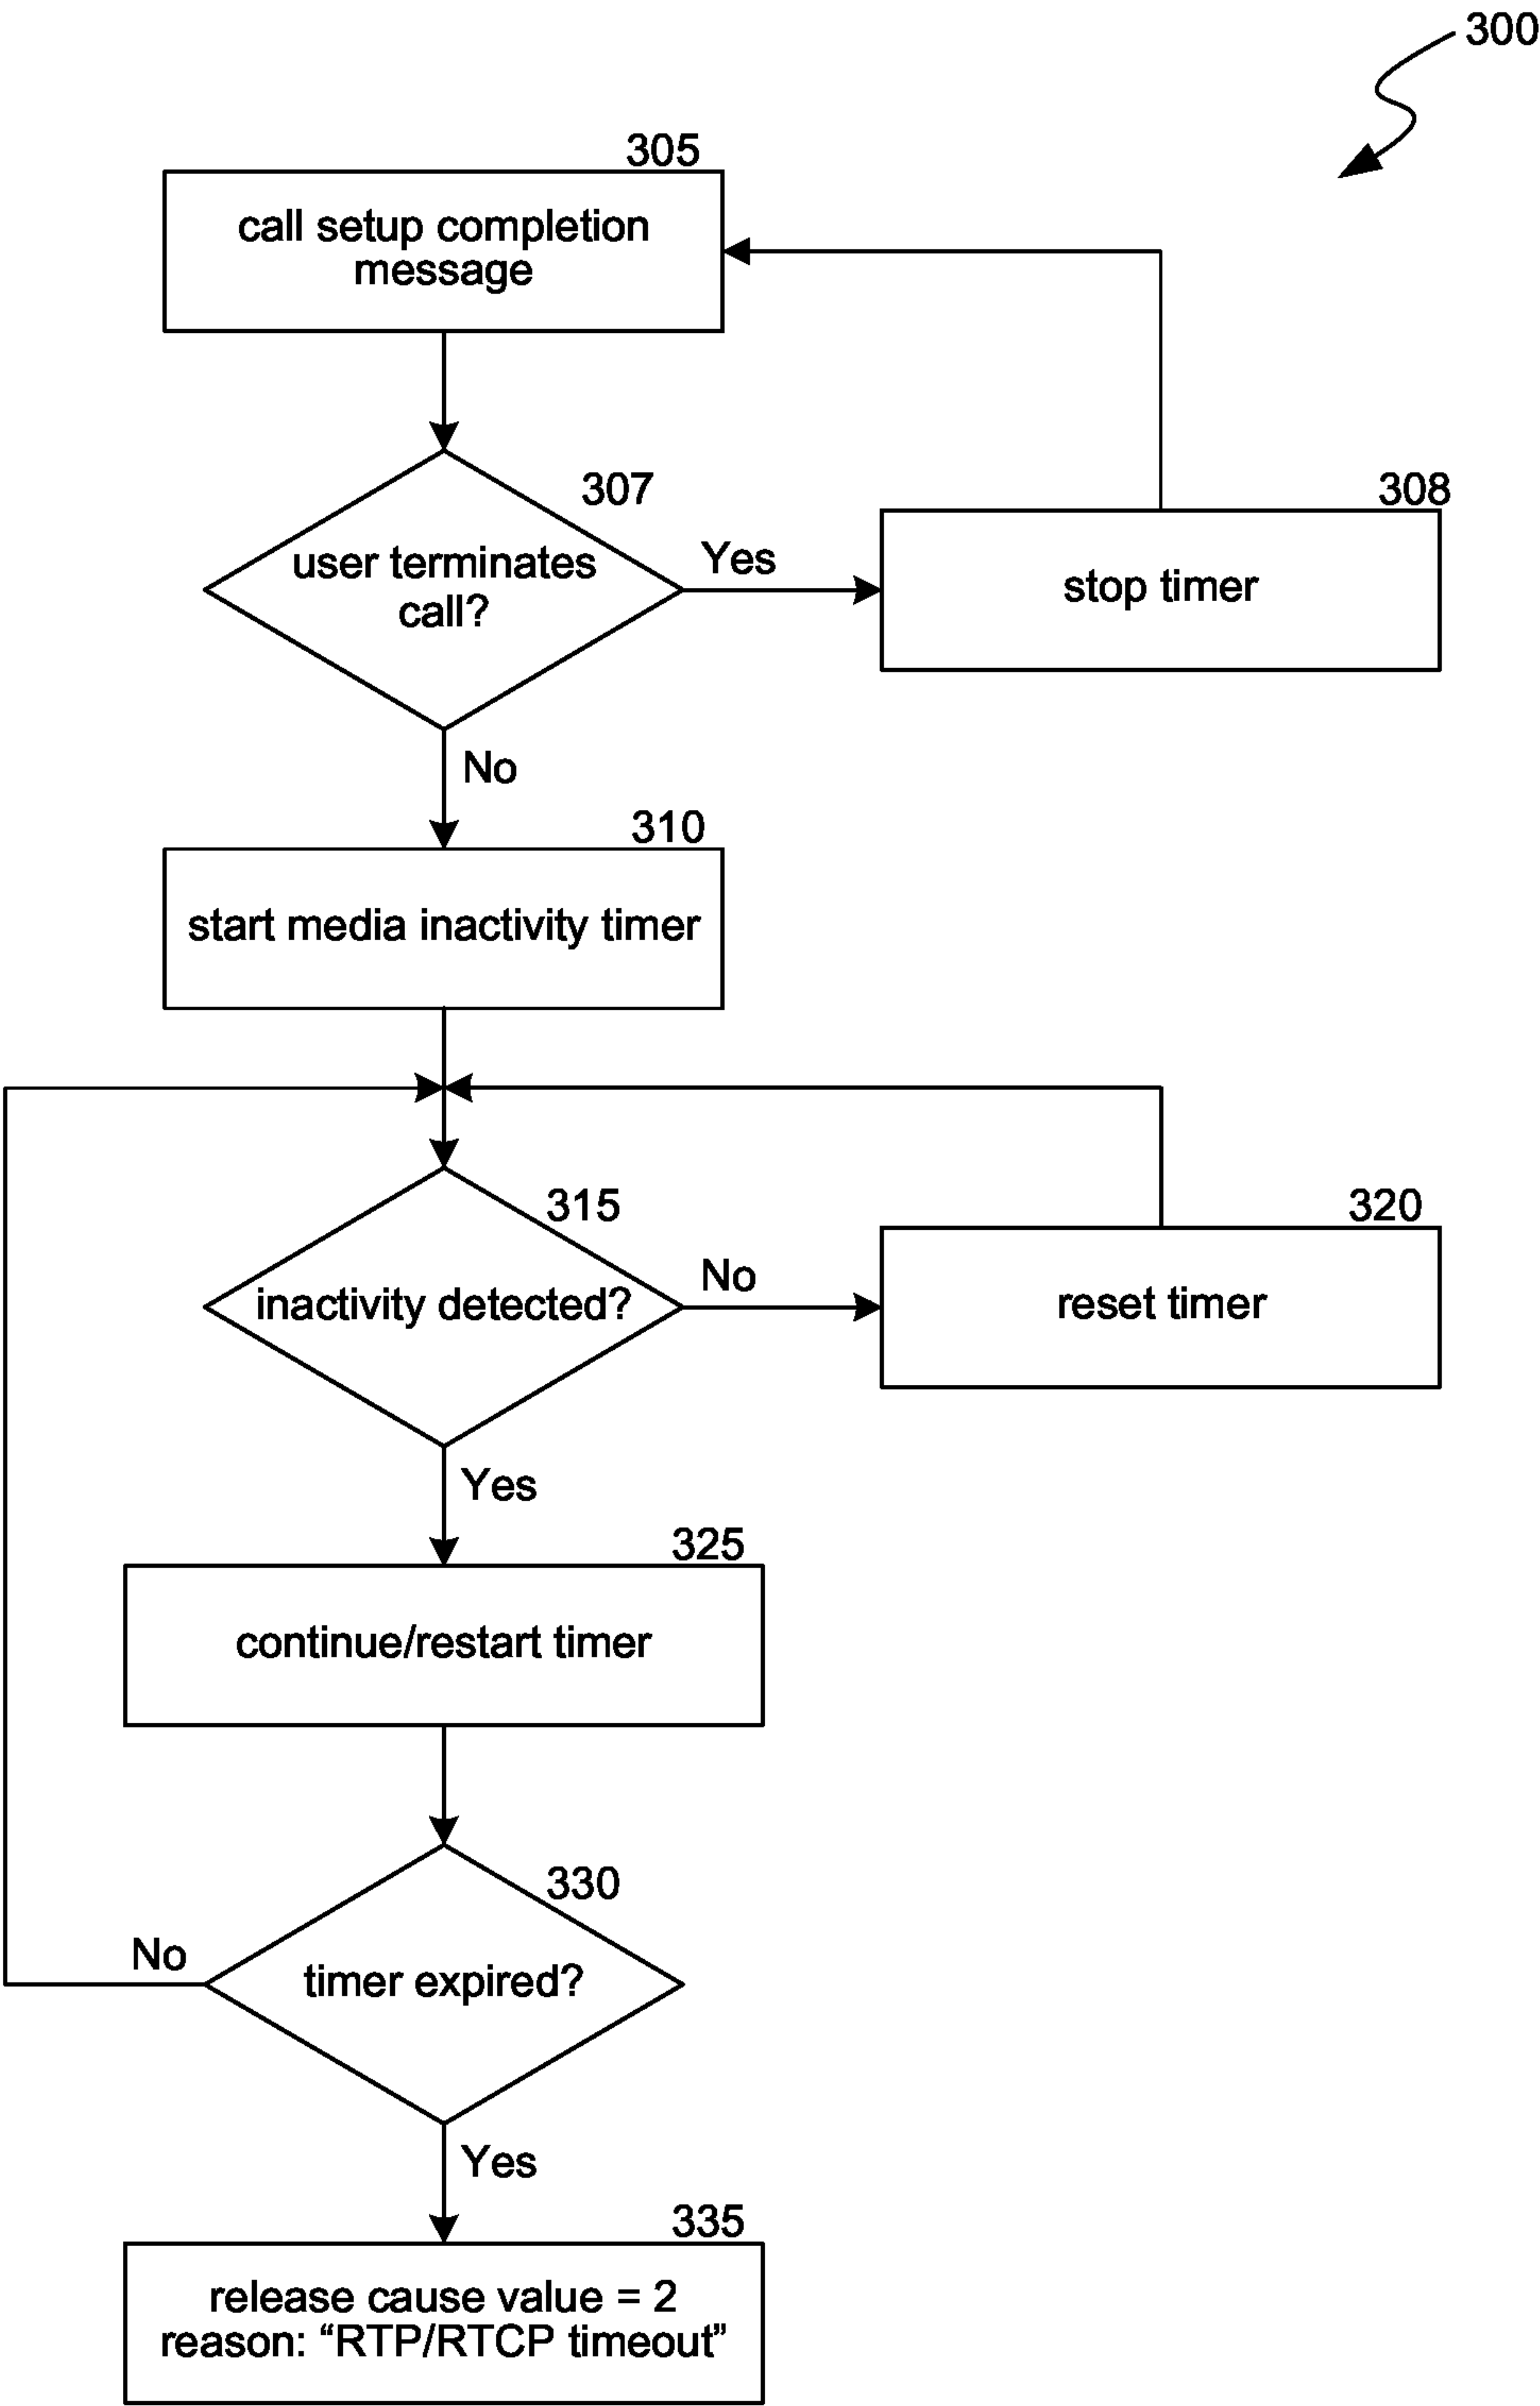 300
305
call setup completion
message
307
user terminates
call?
Yes
308
stop timer
No
310
start media inactivity timer
315
inactivity detected?
No
320
reset timer
Yes
325
continue/restart timer
330
timer expired?
No
Yes
335
release cause value = 2
reason: “RTP/RTCP timeout”